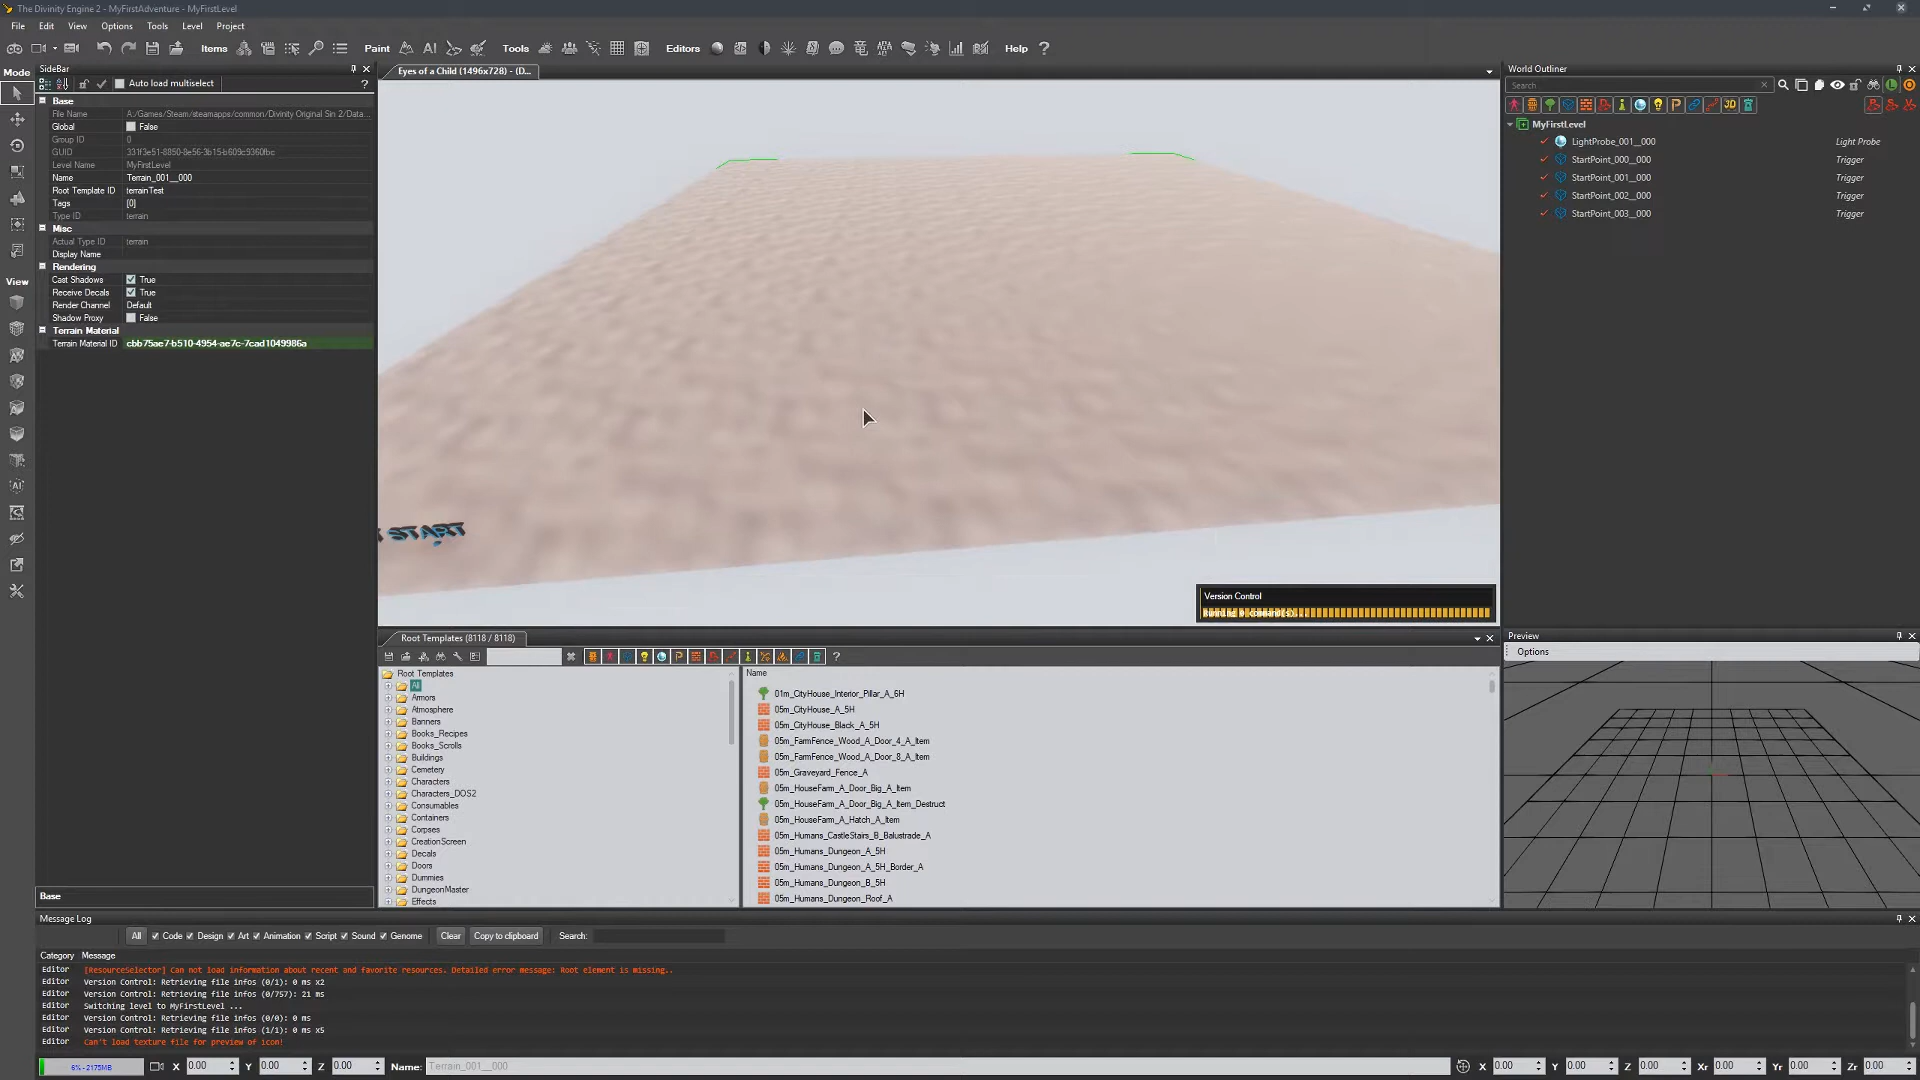 The Divinity Engine 2 - MyFirstAdventure - MyFirstLevel
File Edit View Options Tools Level Project
Items Paint Tools Editors Help
Mode
SideBar
Auto load multiselect
Base
File Name A:/Games/Steam/steamapps/common/Divinity Original Sin 2/Data...
Global False
Group ID 0
GUID 331f3e51-8850-8e56-3b15-b609c9360fbc
Level Name MyFirstLevel
Name Terrain_001__000
Root Template ID terrainTest
Tags [0]
Type ID terrain
Misc
Actual Type ID terrain
Display Name
Rendering
Cast Shadows True
Receive Decals True
Render Channel Default
Shadow Proxy False
Terrain Material
Terrain Material ID cbb75ae7-b510-4954-ae7c-7cad1049986a
View
AI
Base
Eyes of a Child (1496x728) - (D...
START
Version Control
Running 0 command(s)...
World Outliner
Search
3D
MyFirstLevel
LightProbe_001__000 Light Probe
StartPoint_000__000 Trigger
StartPoint_001__000 Trigger
StartPoint_002__000 Trigger
StartPoint_003__000 Trigger
Root Templates (8118 / 8118)
Root Templates
All
Armors
Atmosphere
Banners
Books_Recipes
Books_Scrolls
Buildings
Cemetery
Characters
Characters_DOS2
Consumables
Containers
Corpses
CreationScreen
Decals
Doors
Dummies
DungeonMaster
Effects
Name
01m_CityHouse_Interior_Pillar_A_6H
05m_CityHouse_A_5H
05m_CityHouse_Black_A_5H
05m_FarmFence_Wood_A_Door_4_A_Item
05m_FarmFence_Wood_A_Door_8_A_Item
05m_Graveyard_Fence_A
05m_HouseFarm_A_Door_Big_A_Item
05m_HouseFarm_A_Door_Big_A_Item_Destruct
05m_HouseFarm_A_Hatch_A_Item
05m_Humans_CastleStairs_B_Balustrade_A
05m_Humans_Dungeon_A_5H
05m_Humans_Dungeon_A_5H_Border_A
05m_Humans_Dungeon_B_5H
05m_Humans_Dungeon_Roof_A
Preview
Options
Message Log
All Code Design Art Animation Script Sound Genome Clear Copy to clipboard Search:
Category Message
Editor [ResourceSelector] Can not load information about recent and favorite resources. Detailed error message: Root element is missing..
Editor Version Control: Retrieving file infos (0/1): 0 ms x2
Editor Version Control: Retrieving file infos (0/757): 21 ms
Editor Switching level to MyFirstLevel ...
Editor Version Control: Retrieving file infos (0/0): 0 ms
Editor Version Control: Retrieving file infos (1/1): 0 ms x5
Editor Can't load texture file for preview of icon!
6% - 2175MB X 0.00 Y 0.00 Z 0.00 Name: Terrain_001__000 X 0.00 Y 0.00 Z 0.00 Xr 0.00 Yr 0.00 Zr 0.00